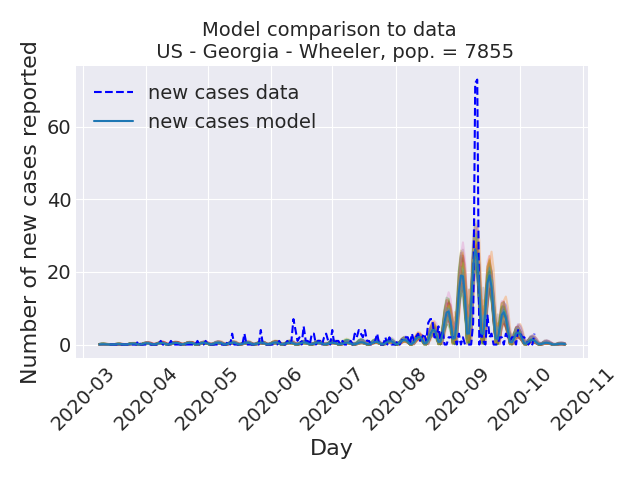 Model comparison to data
US - Georgia - Wheeler, pop. = 7855
Number of new cases reported
new cases data
new cases model
60
40
20
0
2020-03
2020-04
2020-05
2020-06
2020-07
2020-08
2020-09
2020-10
2020-11
Day